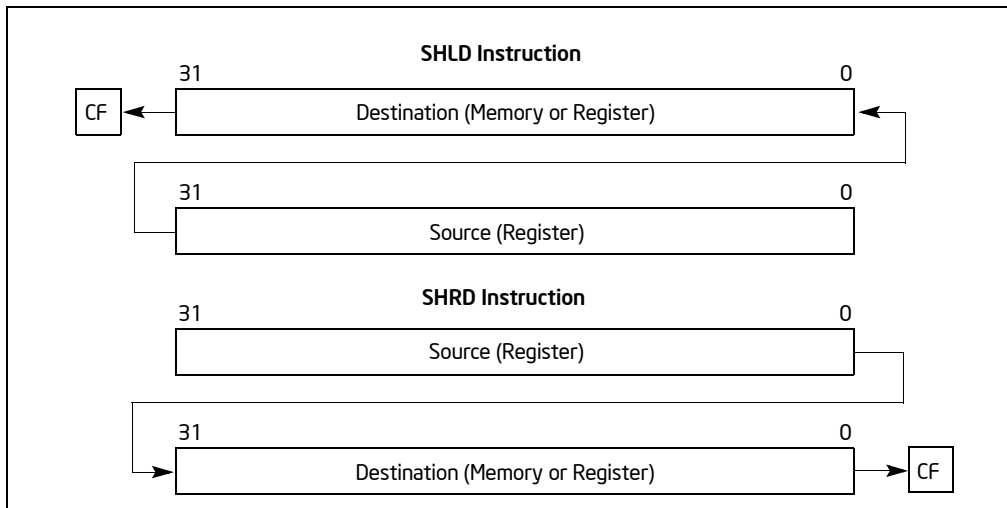 SHLD Instruction
31 0
CF Destination (Memory or Register)
31 0
Source (Register)
SHRD Instruction
31 0
Source (Register)
31 0
Destination (Memory or Register) CF